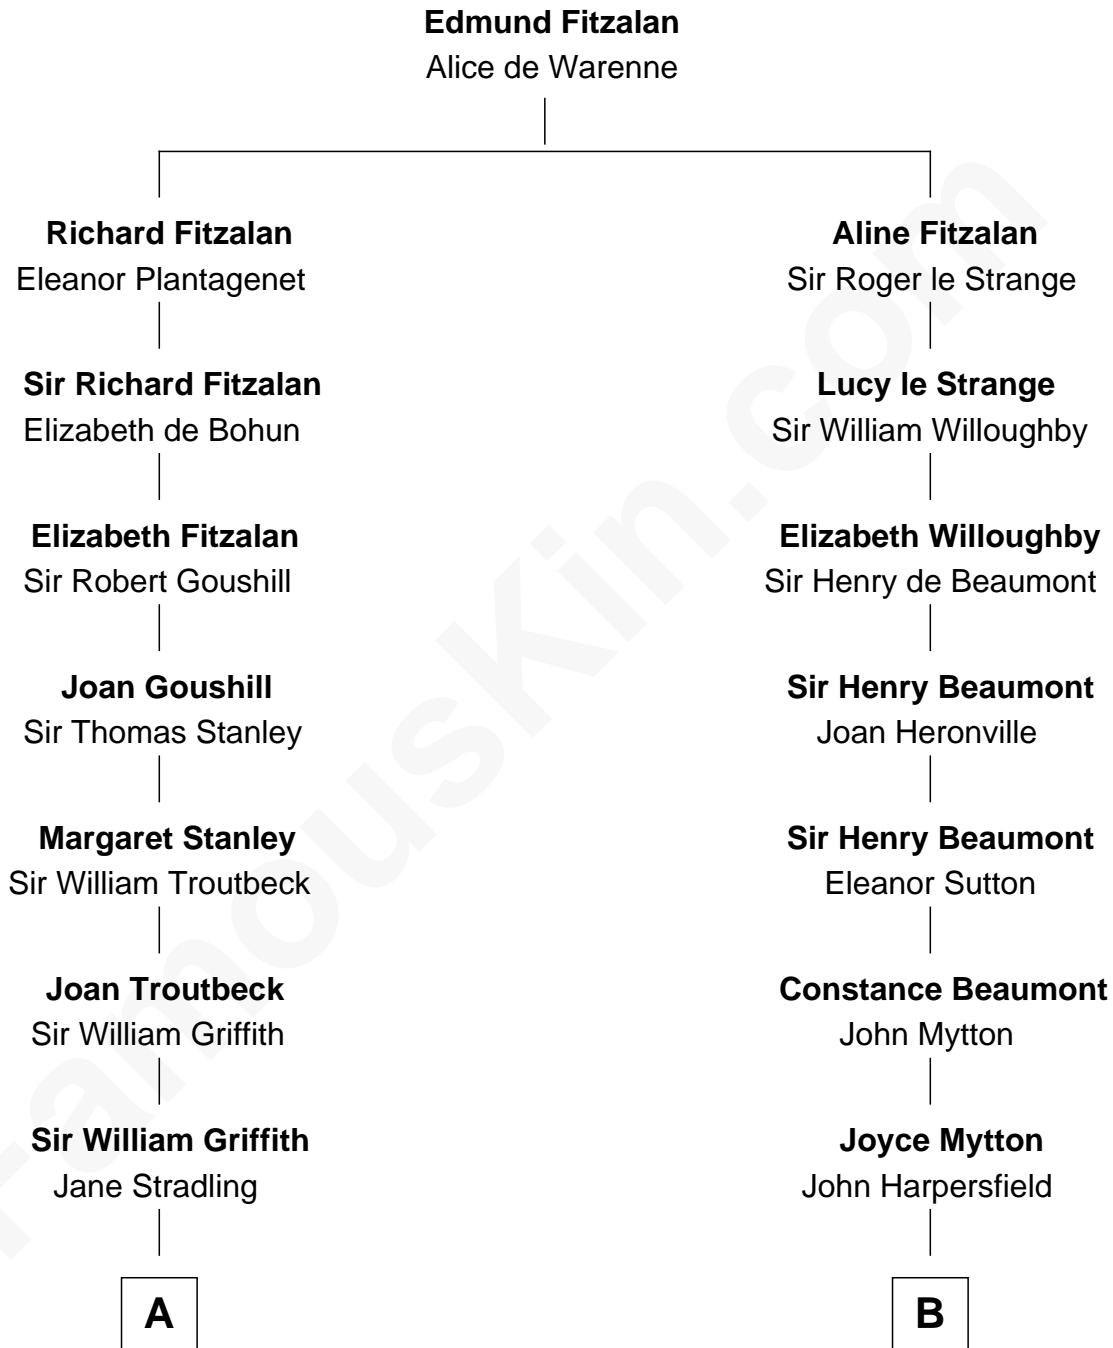 Edmund Fitzalan
Alice de Warenne
Richard Fitzalan
Eleanor Plantagenet
Aline Fitzalan
Sir Roger le Strange
Sir Richard Fitzalan
Elizabeth de Bohun
Lucy le Strange
Sir William Willoughby
Elizabeth Fitzalan
Sir Robert Goushill
Elizabeth Willoughby
Sir Henry de Beaumont
Joan Goushill
Sir Thomas Stanley
Sir Henry Beaumont
Joan Heronville
Margaret Stanley
Sir William Troutbeck
Sir Henry Beaumont
Eleanor Sutton
Joan Troutbeck
Sir William Griffith
Constance Beaumont
John Mytton
Sir William Griffith
Jane Stradling
Joyce Mytton
John Harpersfield
A
B
FamousKin.com